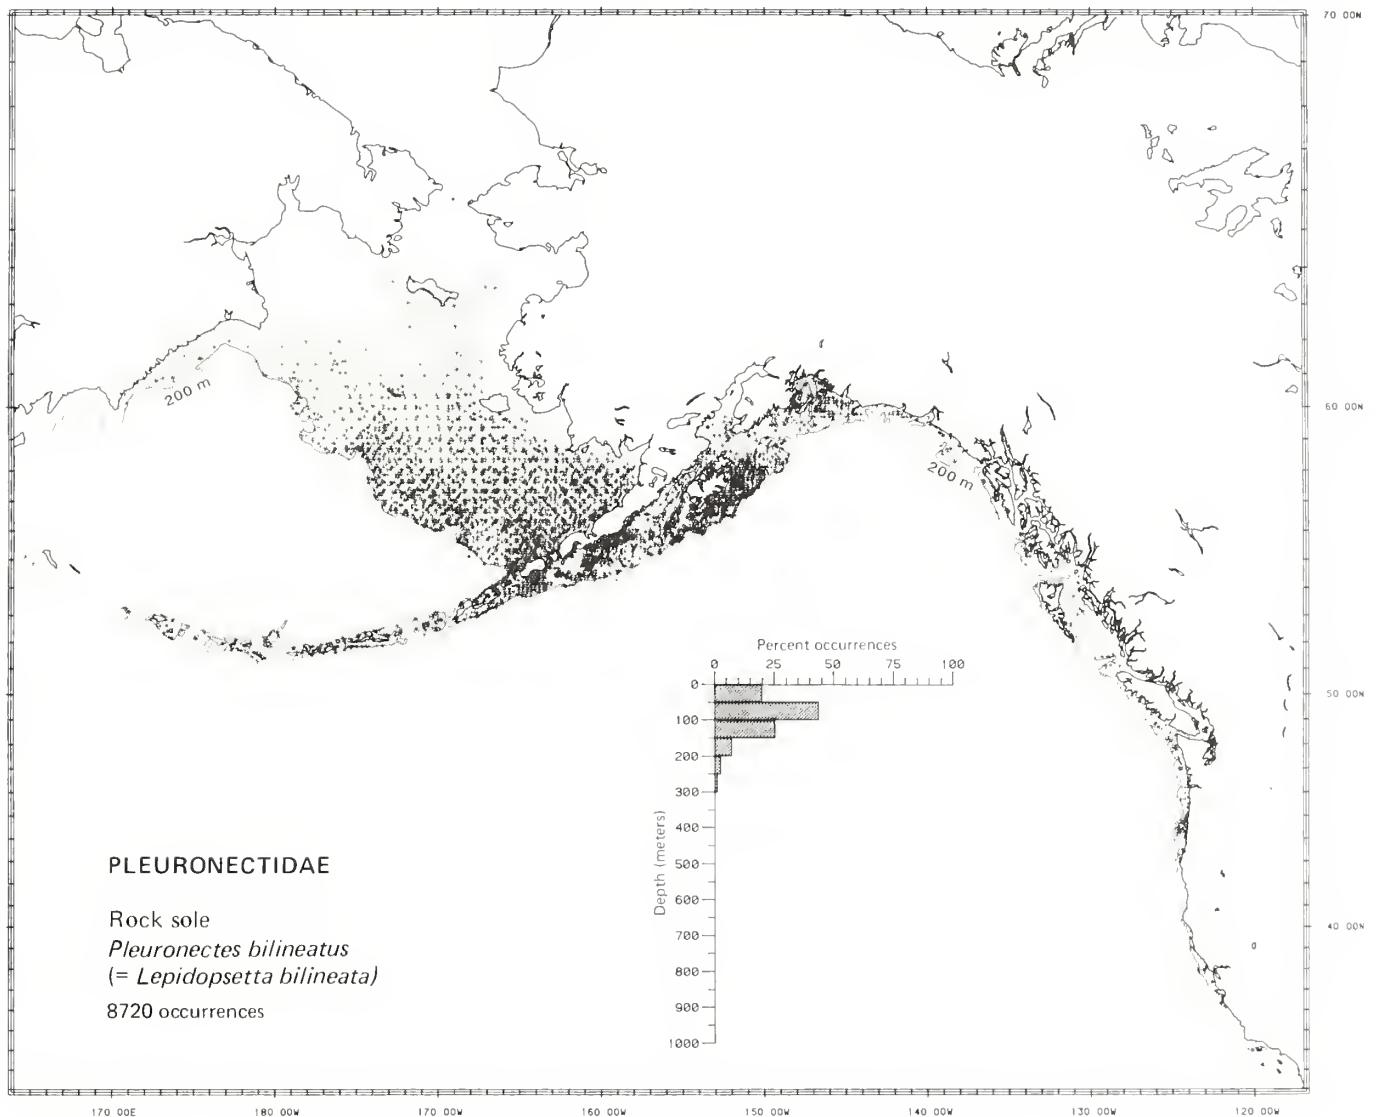 70 00N
200 m
60 00N
200 m
Percent occurrences
0 25 50 75 100
0
100
200
300
400
500
600
700
800
900
1000
Depth (meters)
50 00N
40 00N
PLEURONECTIDAE
Rock sole
Pleuronectes bilineatus
(= Lepidopsetta bilineata)
8720 occurrences
170 00E 180 00W 170 00W 160 00W 150 00W 140 00W 130 00W 120 00W